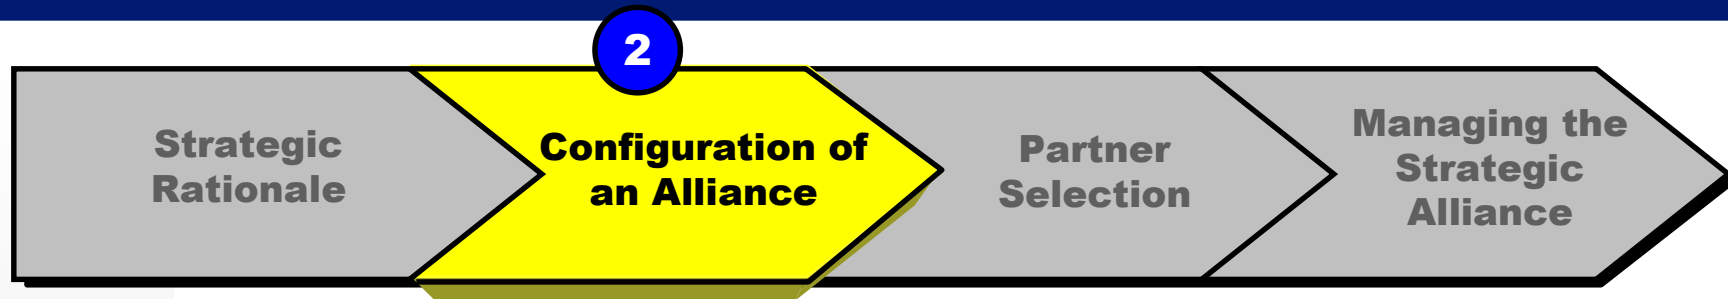 2
Strategic
Rationale
Configuration of
an Alliance
Partner
Selection
Managing the
Strategic
Alliance